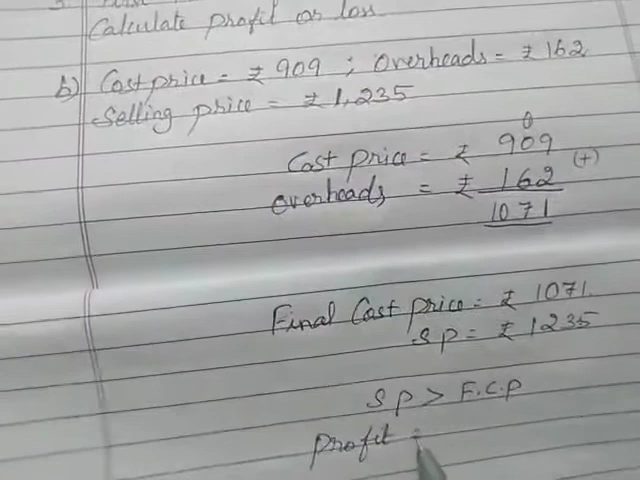 Calculate profit or loss
b) Cost price = ₹ 909 ; Overheads = ₹ 162
Selling price = ₹ 1,235
0
Cost price = ₹ 909
(+)
overheads = ₹ 162
1071
Final Cost price = ₹ 1071.
S p = ₹ 1235
S p > F.C.P
Profit =